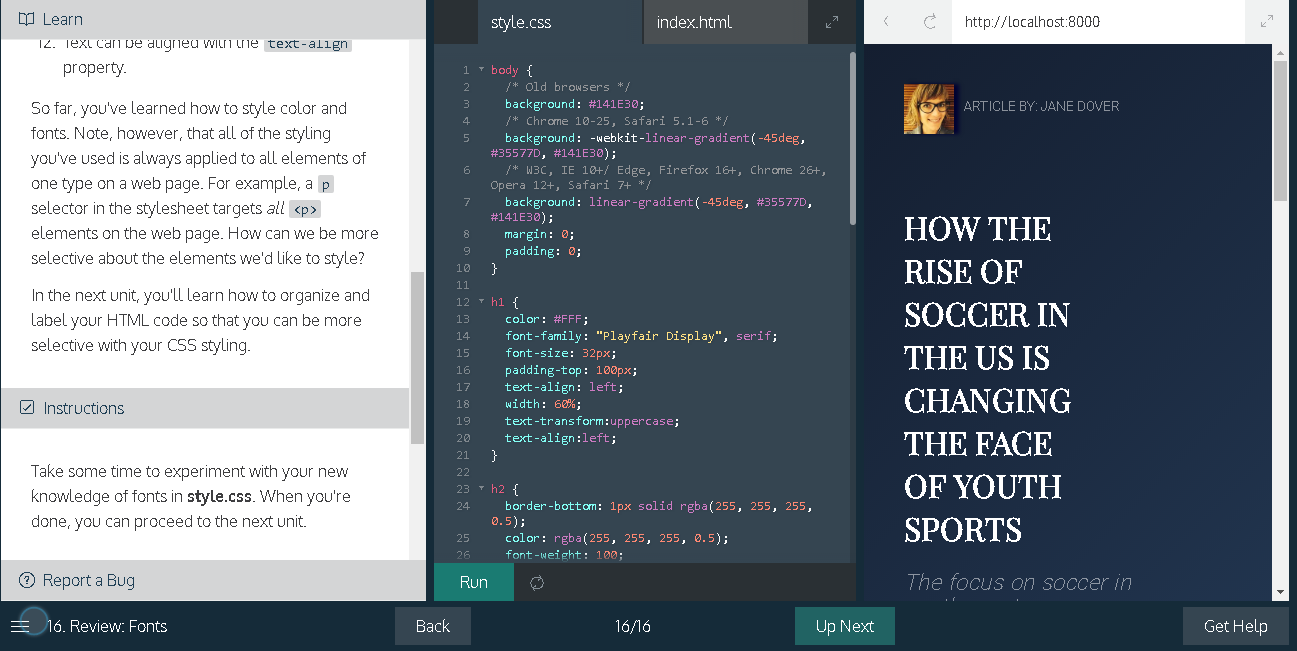 Learn
12. Text can be aligned with the text-align
property.
So far, you've learned how to style color and
fonts. Note, however, that all of the styling
you've used is always applied to all elements of
one type on a web page. For example, a p
selector in the stylesheet targets all <p>
elements on the web page. How can we be more
selective about the elements we'd like to style?
In the next unit, you'll learn how to organize and
label your HTML code so that you can be more
selective with your CSS styling.
Instructions
Take some time to experiment with your new
knowledge of fonts in style.css. When you're
done, you can proceed to the next unit.
Report a Bug
style.css
index.html
1 body {
2 /* Old browsers */
3 background: #141E30;
4 /* Chrome 10-25, Safari 5.1-6 */
5 background: -webkit-linear-gradient(-45deg,
#35577D, #141E30);
6 /* W3C, IE 10+/ Edge, Firefox 16+, Chrome 26+,
Opera 12+, Safari 7+ */
7 background: linear-gradient(-45deg, #35577D,
#141E30);
8 margin: 0;
9 padding: 0;
10 }
11
12 h1 {
13 color: #FFF;
14 font-family: "Playfair Display", serif;
15 font-size: 32px;
16 padding-top: 100px;
17 text-align: left;
18 width: 60%;
19 text-transform:uppercase;
20 text-align:left;
21 }
22
23 h2 {
24 border-bottom: 1px solid rgba(255, 255, 255,
0.5);
25 color: rgba(255, 255, 255, 0.5);
26 font-weight: 100;
Run
http://localhost:8000
ARTICLE BY: JANE DOVER
HOW THE
RISE OF
SOCCER IN
THE US IS
CHANGING
THE FACE
OF YOUTH
SPORTS
The focus on soccer in
16. Review: Fonts
Back
16/16
Up Next
Get Help